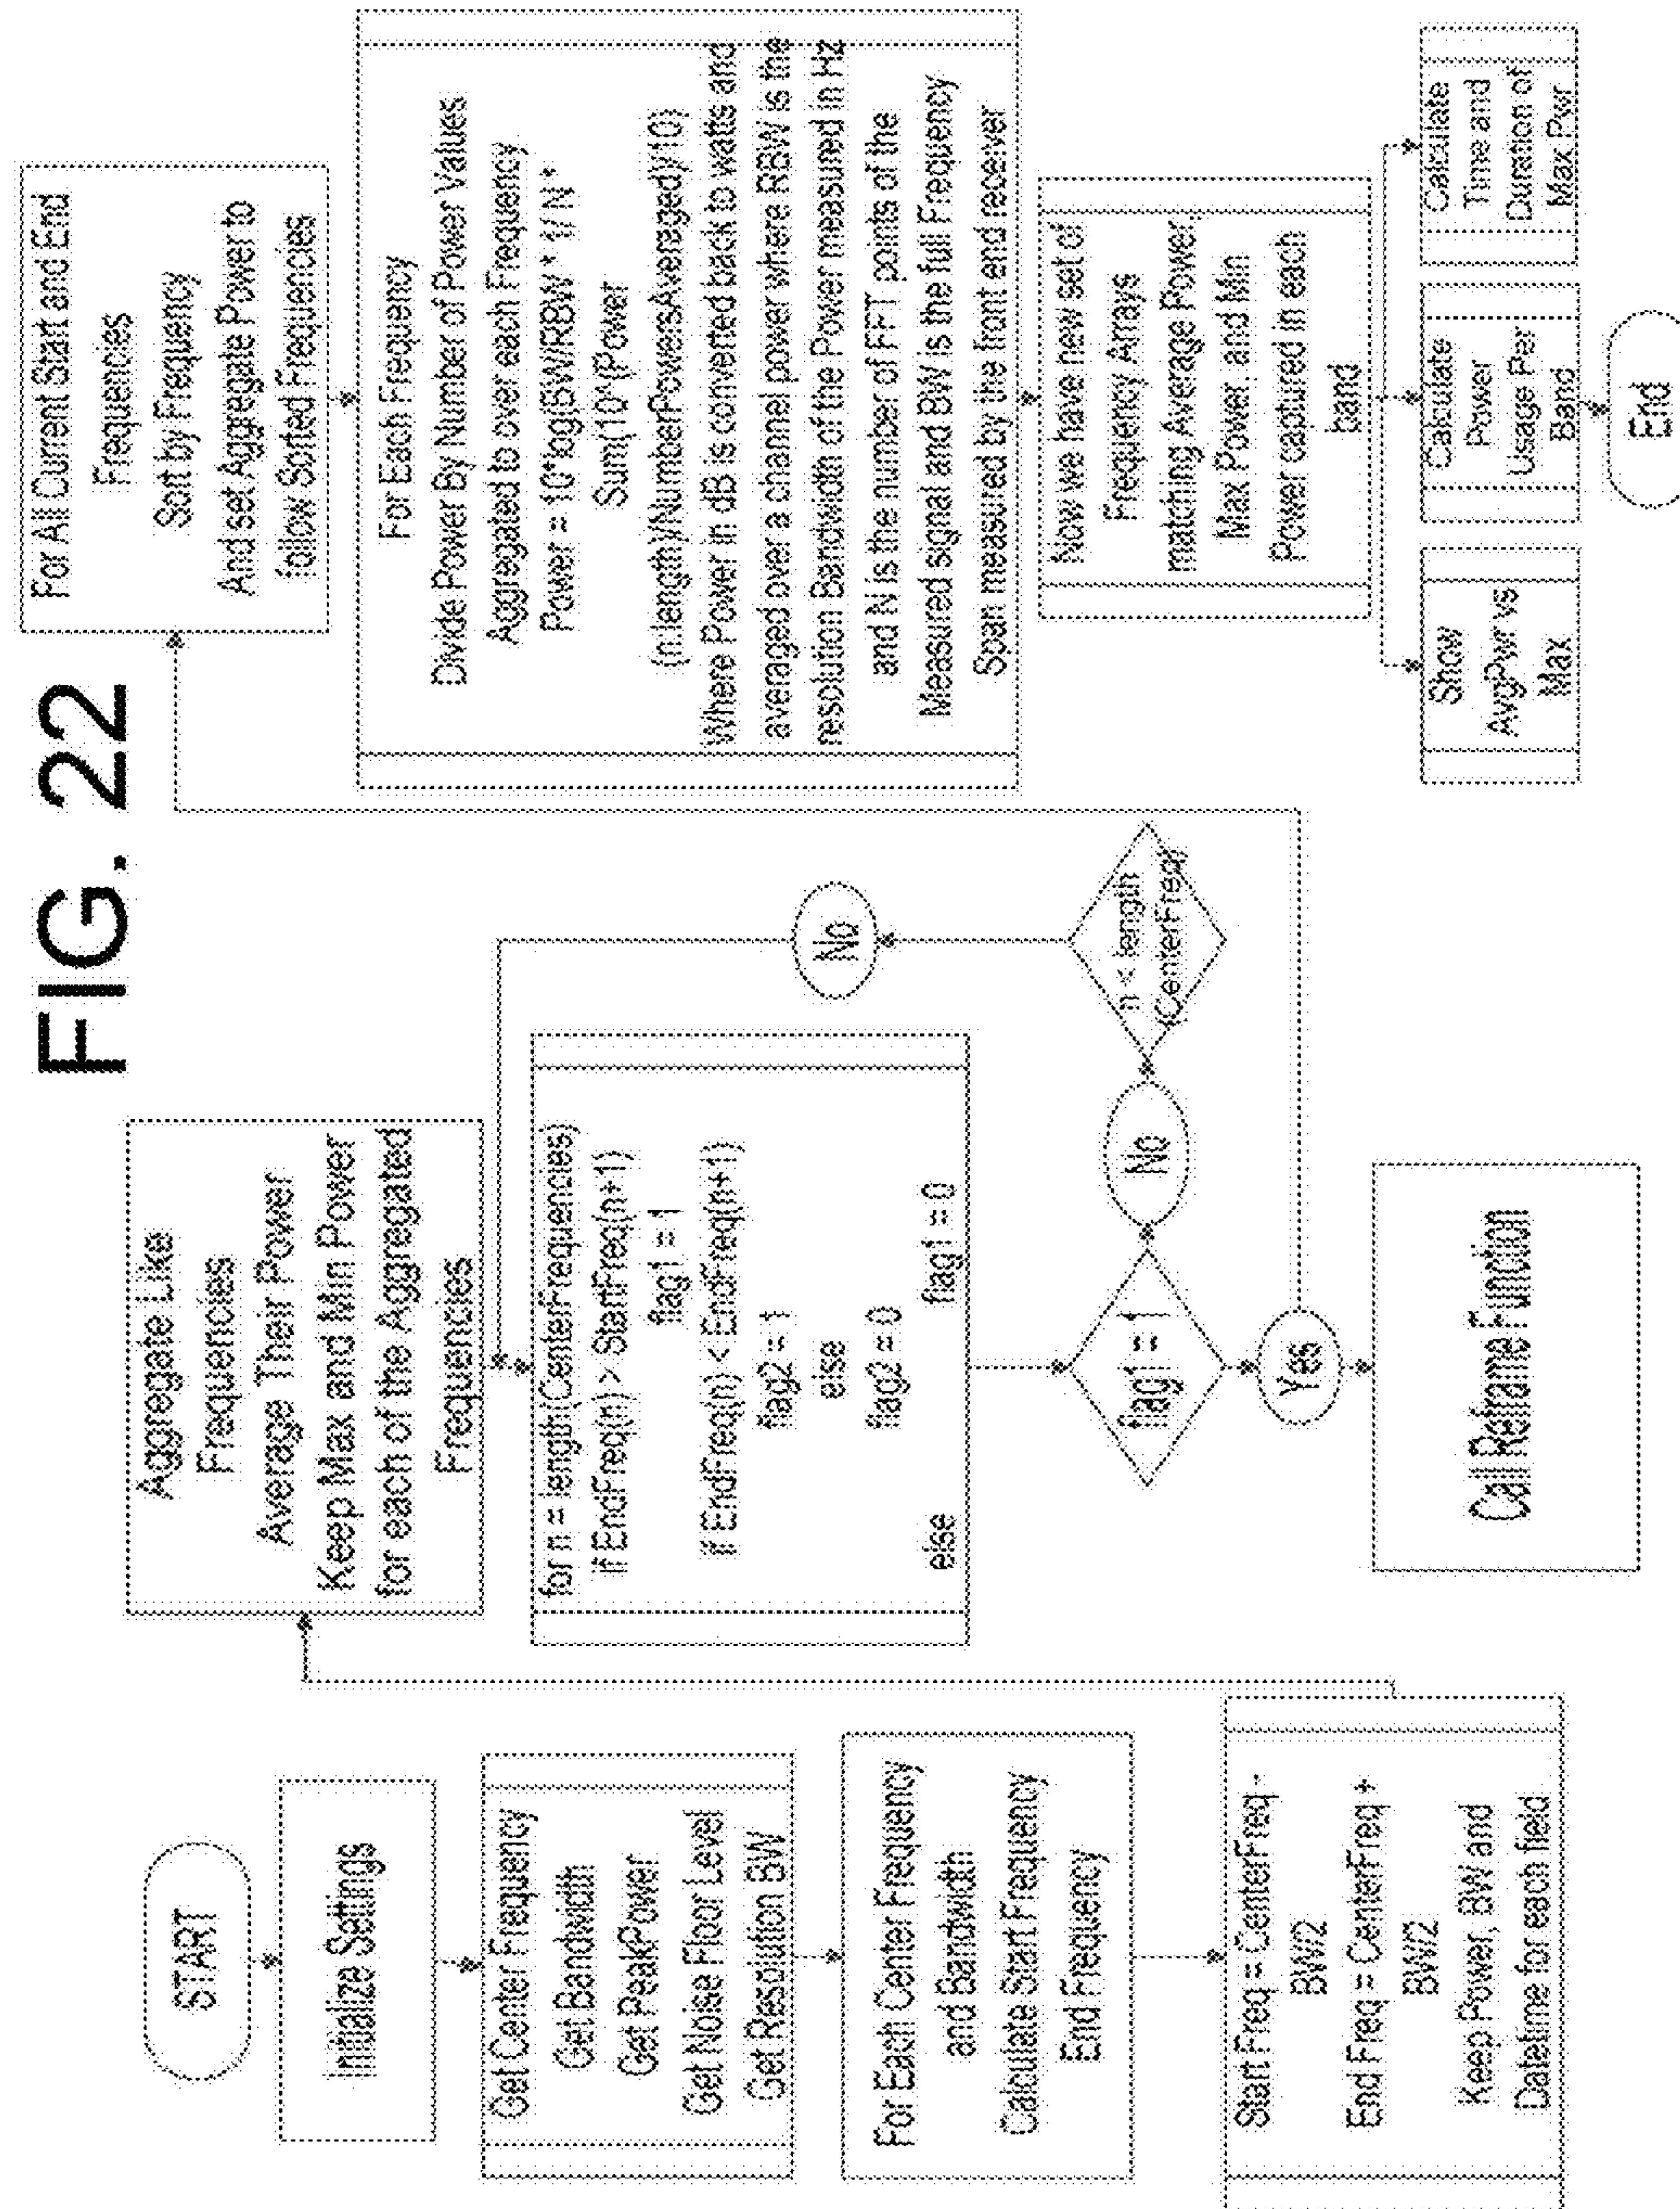 FIG. 22
START
Initialize Settings
Get Center Frequency
Get Bandwidth
Get PeakPower
Get Noise Floor Level
Get Resolution BW
For Each Center Frequency
and Bandwidth
Calculate Start Frequency
End Frequency
Start Freq = CenterFreq -
BW/2
End Freq = CenterFreq +
BW/2
Keep Power, BW and
Datetime for each field
Aggregate Like
Frequencies
Average Their Power
Keep Max and Min Power
for each of the Aggregated
Frequencies
for n = length(CenterFrequencies)
if EndFreq(n) > StartFreq(n+1)
flag1 = 1
if EndFreq(n) < EndFreq(n+1)
flag2 = 1
else
flag2 = 0
else flag1 = 0
flag1 = 1
No
n < length
(CenterFreq)
No
Yes
Call Reframe Function
For All Current Start and End
Frequencies
Sort by Frequency
And set Aggregate Power to
follow Sorted Frequencies
For Each Frequency
Divide Power By Number of Power Values
Aggregated to over each Frequency
Power = 10*log(BW/RBW * 1/ N *
Sum(10^(Power
(n:length)/NumberPowersAveraged)/10)
Where Power in dB is converted back to watts and
averaged over a channel power where RBW is the
resolution Bandwidth of the Power measured in Hz
and N is the number of FFT points of the
Measured signal and BW is the full Frequency
Span measured by the front end receiver
Now we have new set of
Frequency Arrays
matching Average Power,
Max Power, and Min
Power captured in each
band
Show
AvgPwr vs
Max
Calculate
Power
Usage Per
Band
Calculate
Time and
Duration of
Max Pwr
End